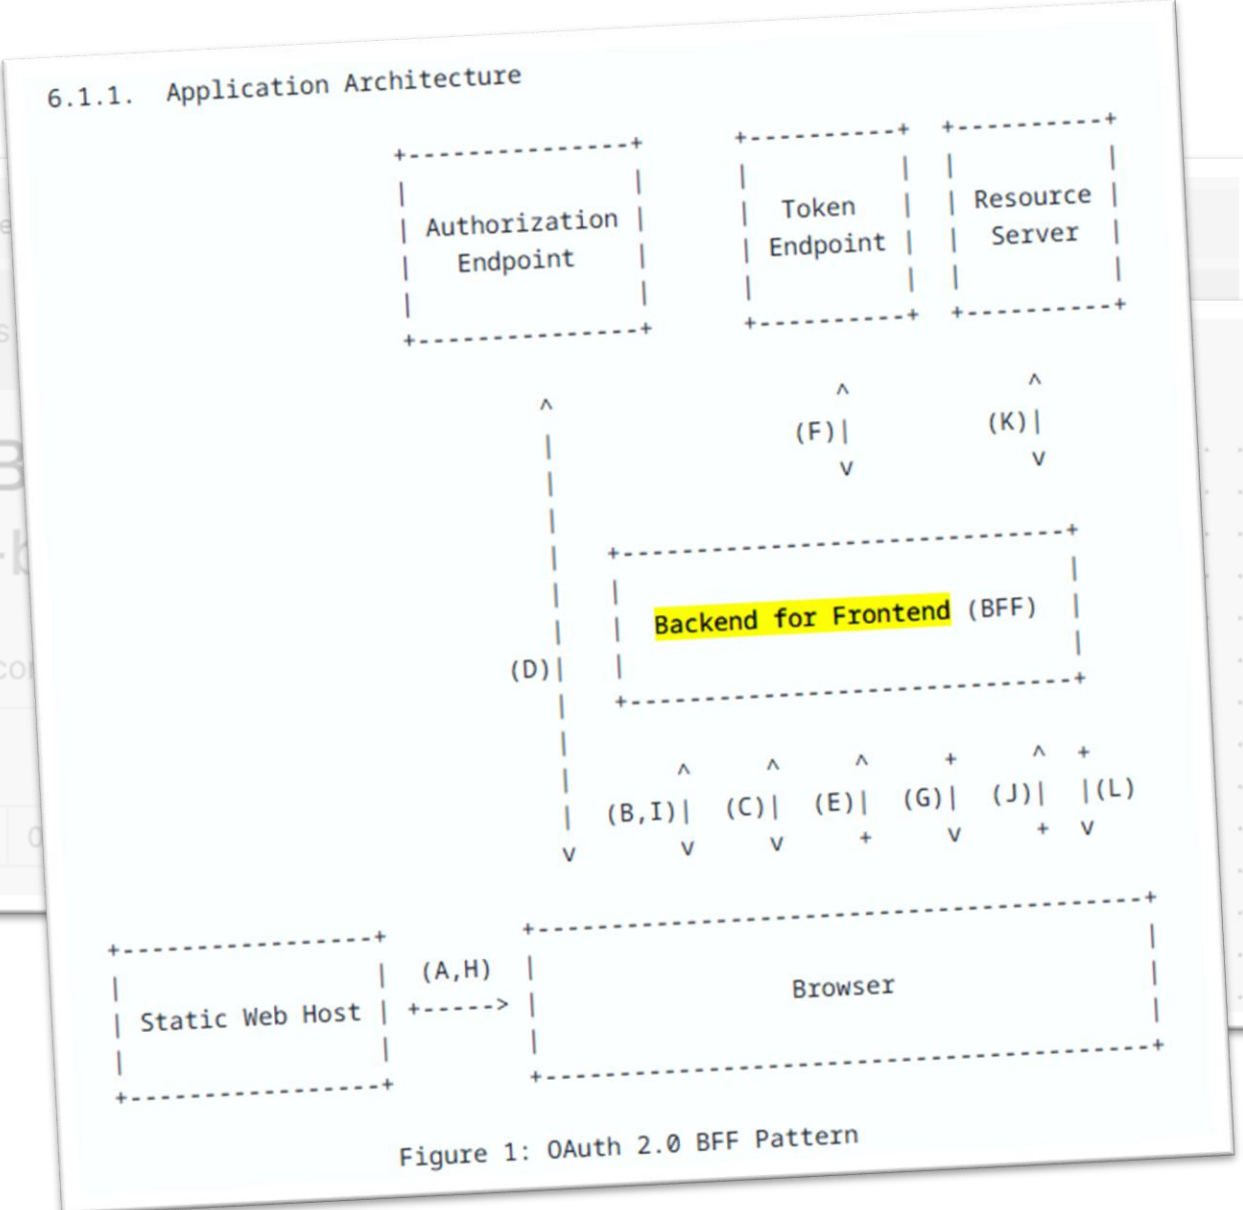 6.1.1.  Application Architecture
+---------------+      +----------+  +----------+
|               |      |          |  |          |
| Authorization |      |  Token   |  | Resource |
|   Endpoint    |      | Endpoint |  |  Server  |
|               |      |          |  |          |
+---------------+      +----------+  +----------+
^ ^ ^
| (F)| (K)|
| v v
|
| +-----------------------------+
| |                             |
| | Backend for Frontend (BFF) |
(D)| |                             |
| +-----------------------------+
|
| ^ ^ ^ + ^ +
| (B,I)| (C)| (E)| (G)| (J)| |(L)
v v v + v + v
+-----------------+         +---------------------------------------+
|                 |  (A,H)  |                                       |
| Static Web Host | +-----> |                Browser                |
|                 |         |                                       |
+-----------------+         +---------------------------------------+
Figure 1: OAuth 2.0 BFF Pattern